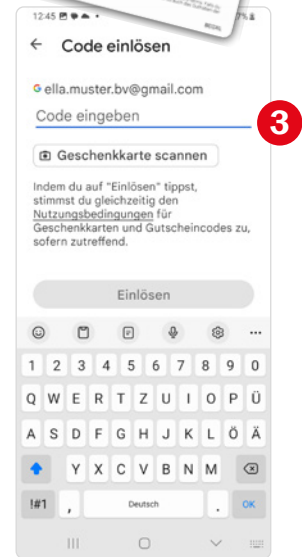 12:45
Code einlösen
ella.muster.bv@gmail.com
Code eingeben
3
Geschenkkarte scannen
Indem du auf "Einlösen" tippst,
stimmst du gleichzeitig den
Nutzungsbedingungen für
Geschenkkarten und Gutscheincodes zu,
sofern zutreffend.
Einlösen
1 2 3 4 5 6 7 8 9 0
Q W E R T Z U I O P Ü
A S D F G H J K L Ö Ä
Y X C V B N M
!#1 , Deutsch . OK